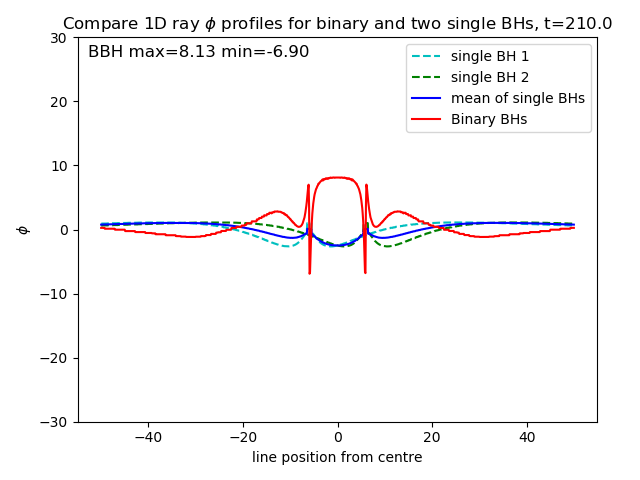 Compare 1D ray ϕ profiles for binary and two single BHs, t=210.0
BBH max=8.13 min=-6.90
single BH 1
single BH 2
mean of single BHs
Binary BHs
30
20
10
0
−10
−20
−30
ϕ
−40
−20
0
20
40
line position from centre